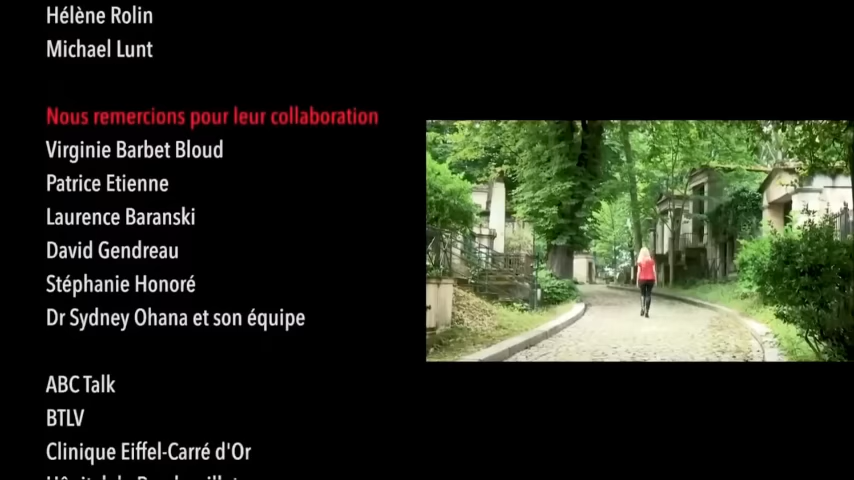 Hélène Rolin
Michael Lunt
Nous remercions pour leur collaboration
Virginie Barbet Bloud
Patrice Etienne
Laurence Baranski
David Gendreau
Stéphanie Honoré
Dr Sydney Ohana et son équipe
ABC Talk
BTLV
Clinique Eiffel-Carré d'Or